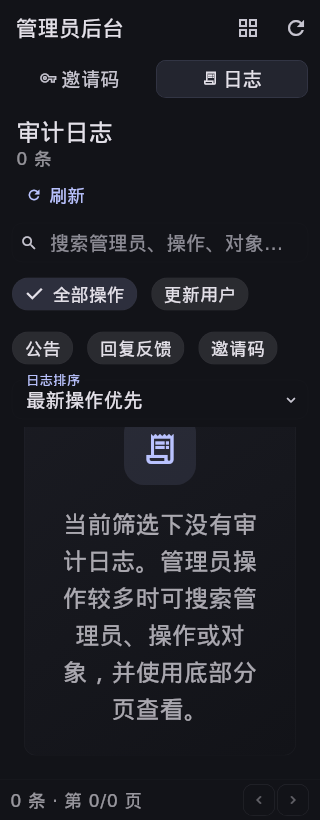 管理员后台
邀请码
日志
审计日志
0 条
刷新
搜索管理员、操作、对象...
全部操作
更新用户
公告
回复反馈
邀请码
日志排序
最新操作优先
当前筛选下没有审
计日志。管理员操
作较多时可搜索管
理员、操作或对
象，并使用底部分
页查看。
0 条 · 第 0/0 页